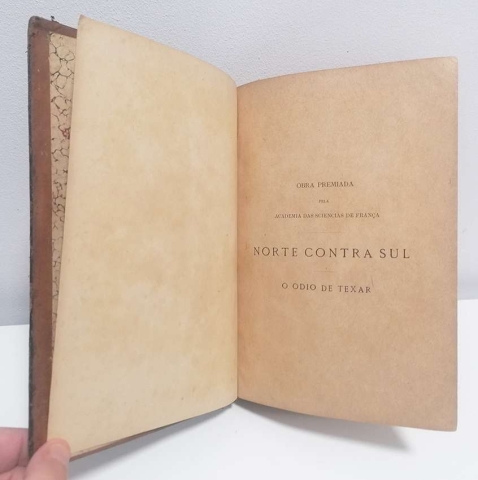 OBRA PREMIADA
PELA
ACADEMIA DAS SCIENCIAS DE FRANÇA
NORTE CONTRA SUL
O ODIO DE TEXAR